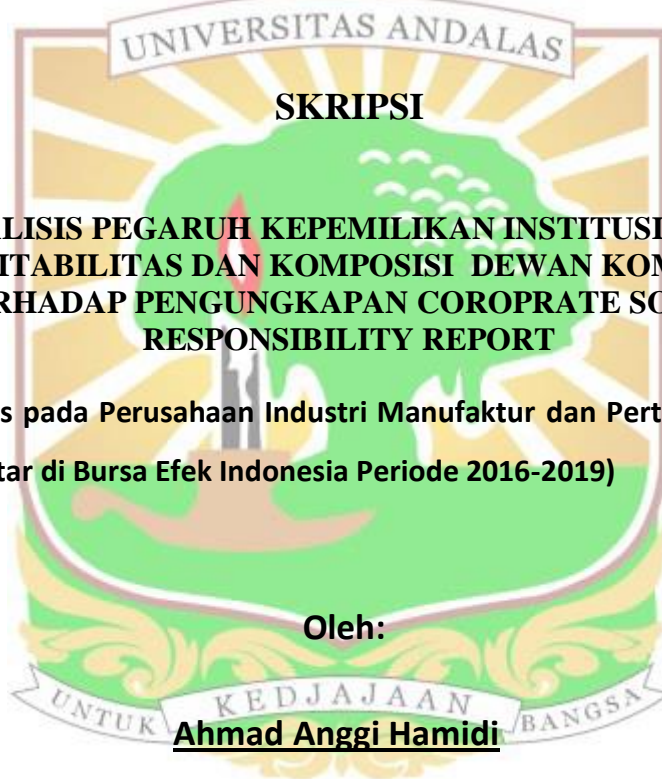 UNIVERSITAS ANDALAS
SKRIPSI
ALISIS PEGARUH KEPEMILIKAN INSTITUSI
ITABILITAS DAN KOMPOSISI DEWAN KOM
RHADAP PENGUNGKAPAN COROPRATE SO
RESPONSIBILITY REPORT
s pada Perusahaan Industri Manufaktur dan Pert
tar di Bursa Efek Indonesia Periode 2016-2019)
Oleh:
UNTUK KEDJAJAAN BANGSA
Ahmad Anggi Hamidi